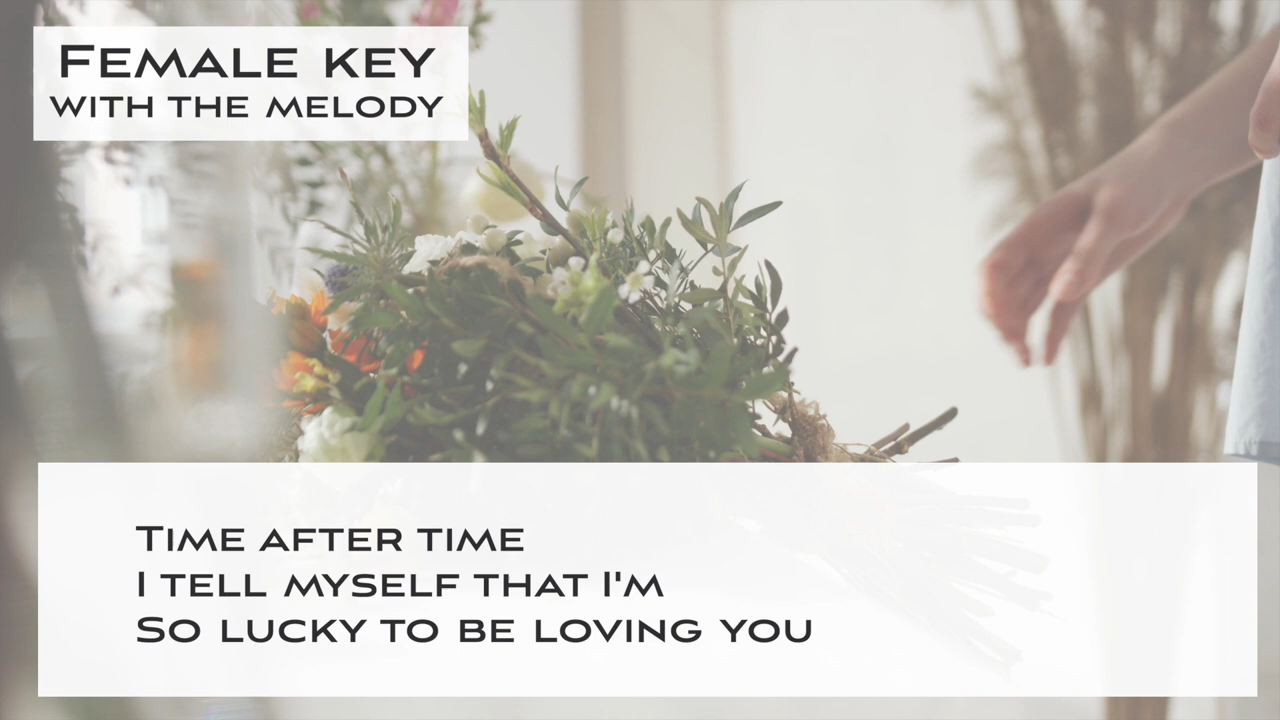 FEMALE KEY
WITH THE MELODY
TIME AFTER TIME
I TELL MYSELF THAT I'M
SO LUCKY TO BE LOVING YOU